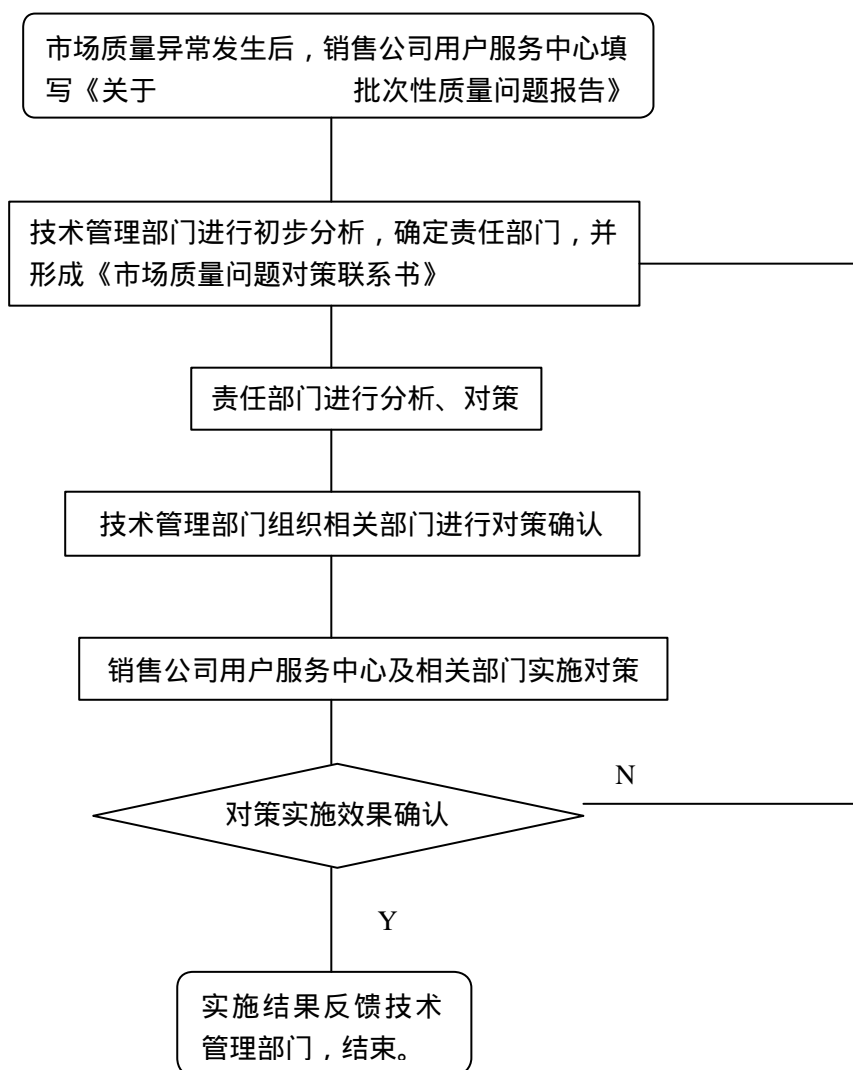 市场质量异常发生后，销售公司用户服务中心填
写《关于 批次性质量问题报告》
技术管理部门进行初步分析，确定责任部门，并
形成《市场质量问题对策联系书》
责任部门进行分析、对策
技术管理部门组织相关部门进行对策确认
销售公司用户服务中心及相关部门实施对策
N
对策实施效果确认
Y
实施结果反馈技术
管理部门，结束。